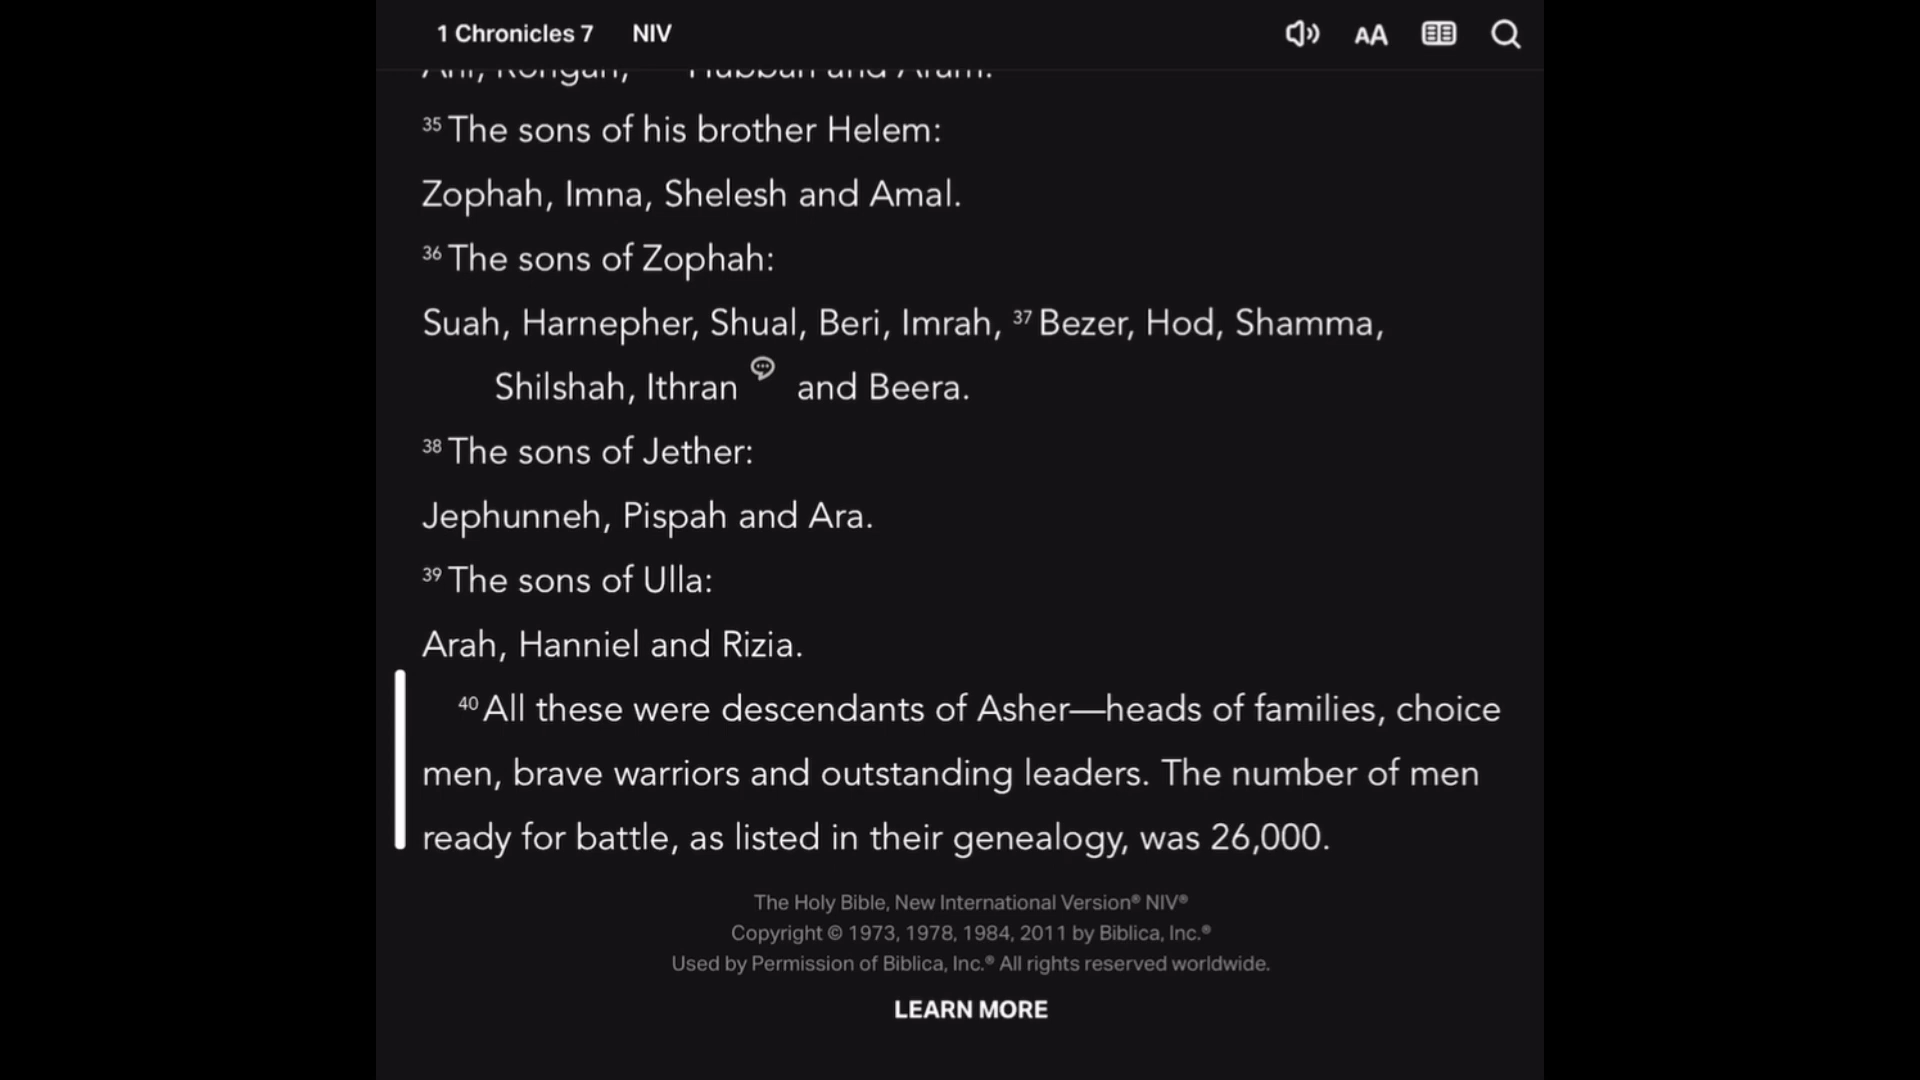 1 Chronicles 7 NIV
AA
Ahi, Rohgah, Hubbah and Aram.
35 The sons of his brother Helem:
Zophah, Imna, Shelesh and Amal.
36 The sons of Zophah:
Suah, Harnepher, Shual, Beri, Imrah, 37 Bezer, Hod, Shamma,
Shilshah, Ithran and Beera.
38 The sons of Jether:
Jephunneh, Pispah and Ara.
39 The sons of Ulla:
Arah, Hanniel and Rizia.
40 All these were descendants of Asher—heads of families, choice
men, brave warriors and outstanding leaders. The number of men
ready for battle, as listed in their genealogy, was 26,000.
The Holy Bible, New International Version® NIV®
Copyright © 1973, 1978, 1984, 2011 by Biblica, Inc.®
Used by Permission of Biblica, Inc.® All rights reserved worldwide.
LEARN MORE